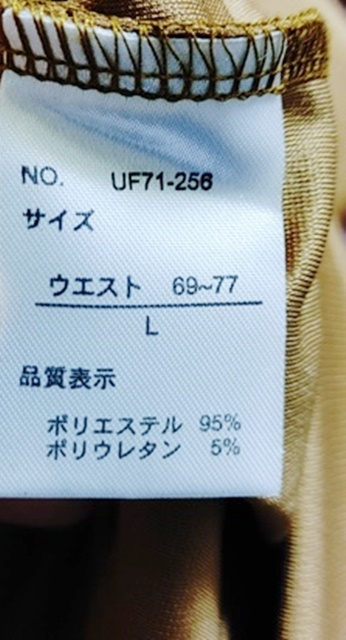 NO. UF71-256
サイズ
ウエスト 69~77
L
品質表示
ポリエステル 95%
ポリウレタン 5%